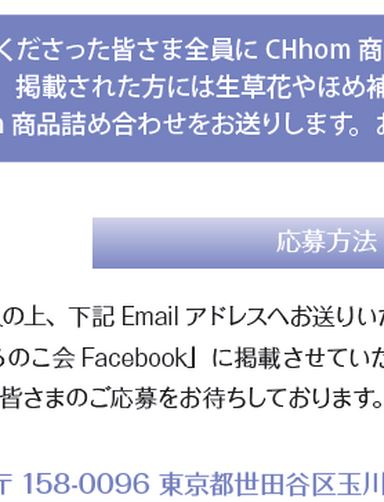 くださった皆さま全員に CHhom 商
掲載された方には生草花やほめ補
商品詰め合わせをお送りします。お
応募方法
の上、下記 Email アドレスへお送りいた
のこ会 Facebook」に掲載させていた
皆さまのご応募をお待ちしております。
〒 158-0096 東京都世田谷区玉川